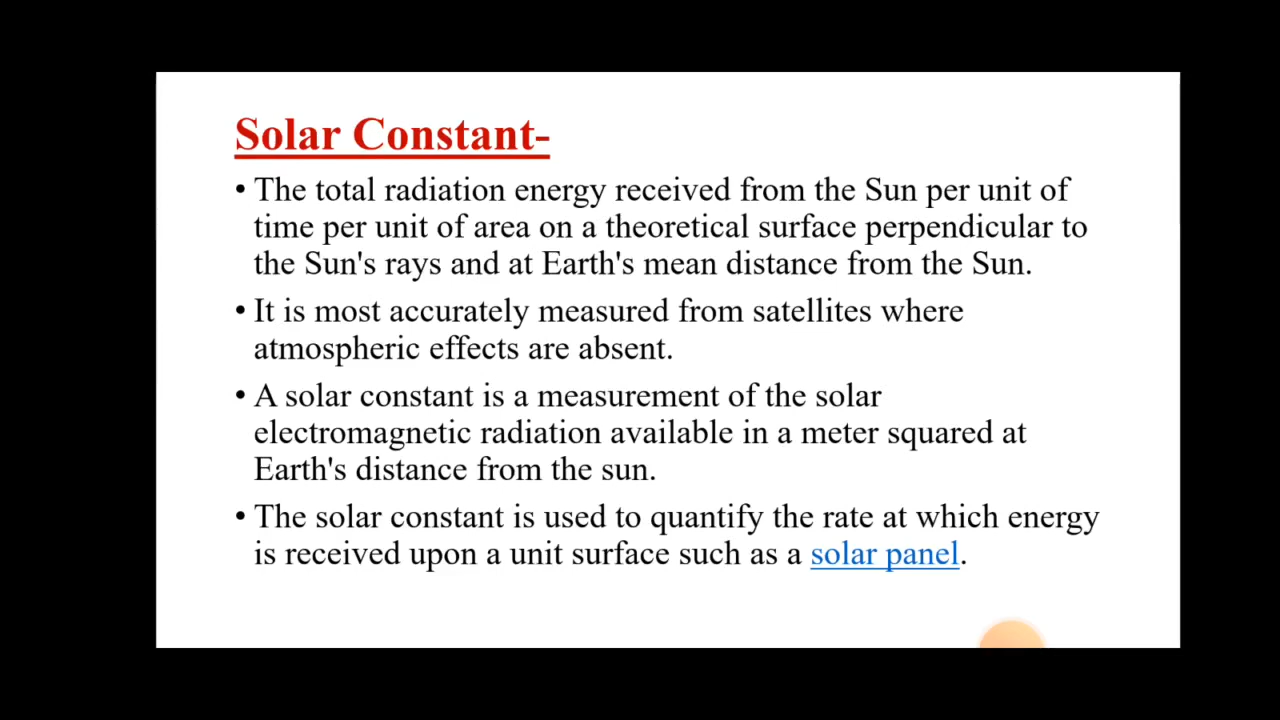 Solar Constant-
• The total radiation energy received from the Sun per unit of
time per unit of area on a theoretical surface perpendicular to
the Sun's rays and at Earth's mean distance from the Sun.
• It is most accurately measured from satellites where
atmospheric effects are absent.
• A solar constant is a measurement of the solar
electromagnetic radiation available in a meter squared at
Earth's distance from the sun.
• The solar constant is used to quantify the rate at which energy
is received upon a unit surface such as a solar panel.